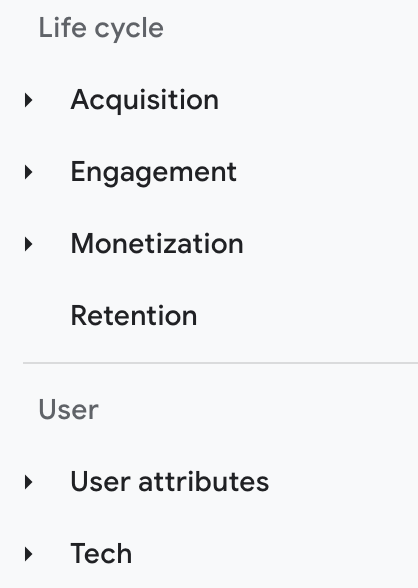 Life cycle
Acquisition
Engagement
Monetization
Retention
User
User attributes
Tech